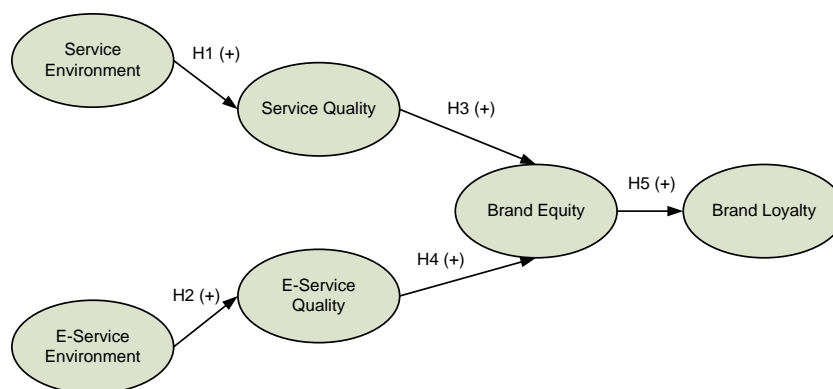 Service
Environment
H1 (+)
Service Quality
H3 (+)
Brand Equity
H5 (+)
Brand Loyalty
H4 (+)
E-Service
Quality
H2 (+)
E-Service
Environment